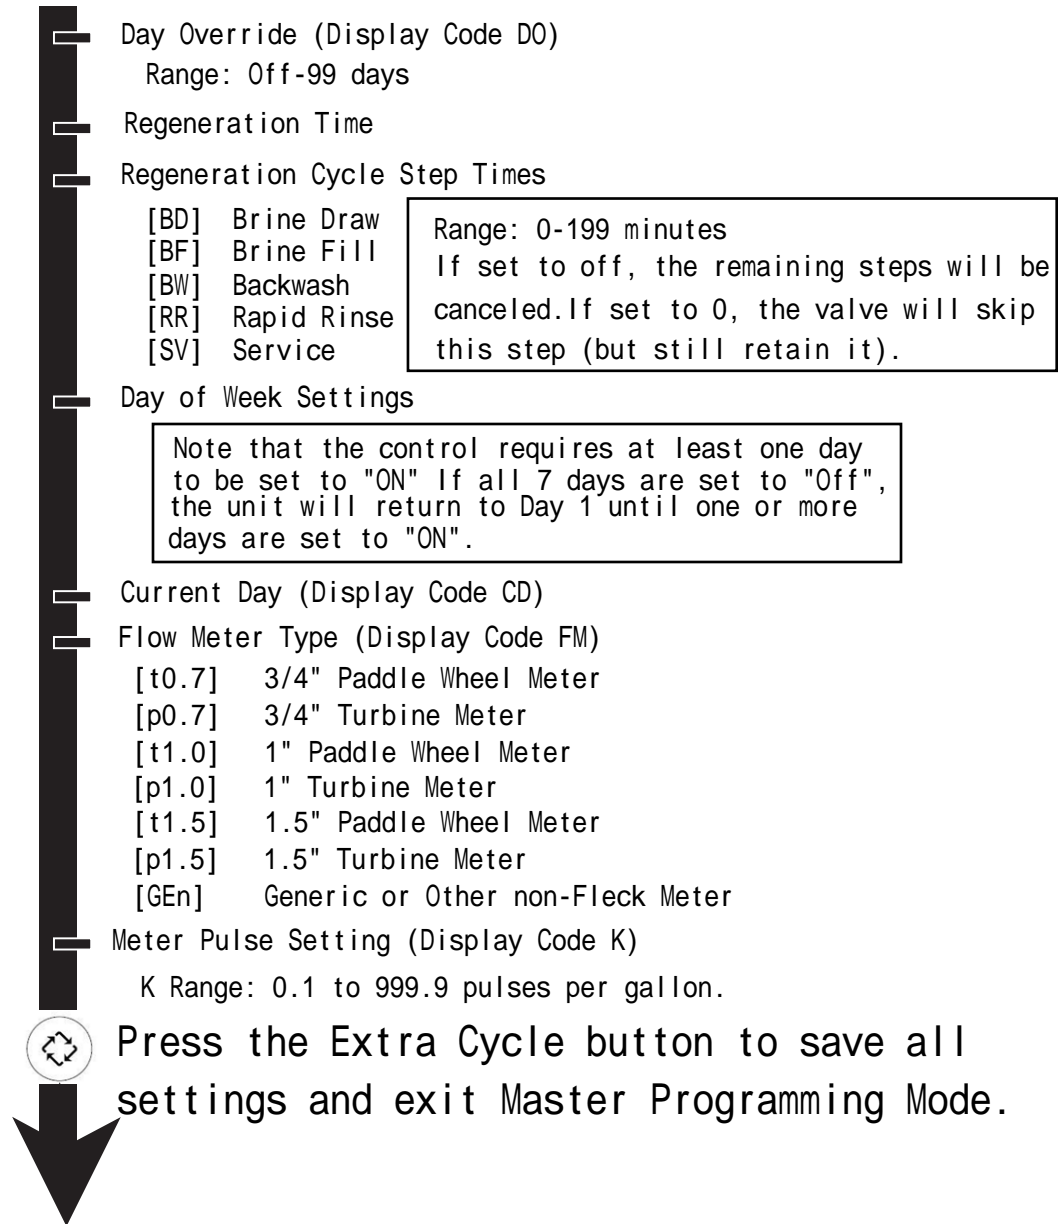 Day Override (Display Code DO)
Range: Off-99 days
Regeneration Time
Regeneration Cycle Step Times
[BD] Brine Draw
[BF] Brine Fill
[BW] Backwash
[RR] Rapid Rinse
[SV] Service
Range: 0-199 minutes
If set to off, the remaining steps will be
canceled.If set to 0, the valve will skip
this step (but still retain it).
Day of Week Settings
Note that the control requires at least one day
to be set to "ON" If all 7 days are set to "Off",
the unit will return to Day 1 until one or more
days are set to "ON".
Current Day (Display Code CD)
Flow Meter Type (Display Code FM)
[t0.7] 3/4" Paddle Wheel Meter
[p0.7] 3/4" Turbine Meter
[t1.0] 1" Paddle Wheel Meter
[p1.0] 1" Turbine Meter
[t1.5] 1.5" Paddle Wheel Meter
[p1.5] 1.5" Turbine Meter
[GEn] Generic or Other non-Fleck Meter
Meter Pulse Setting (Display Code K)
K Range: 0.1 to 999.9 pulses per gallon.
Press the Extra Cycle button to save all
settings and exit Master Programming Mode.